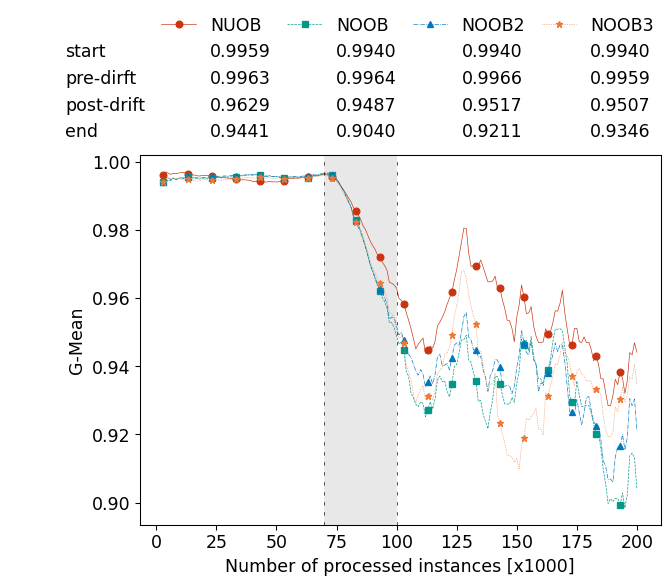 NUOB NOOB NOOB2 NOOB3
start 0.9959 0.9940 0.9940 0.9940
pre-dirft 0.9963 0.9964 0.9966 0.9959
post-drift 0.9629 0.9487 0.9517 0.9507
end 0.9441 0.9040 0.9211 0.9346
1.00
0.98
0.96
0.94
0.92
0.90
G-Mean
0 25 50 75 100 125 150 175 200
Number of processed instances [x1000]